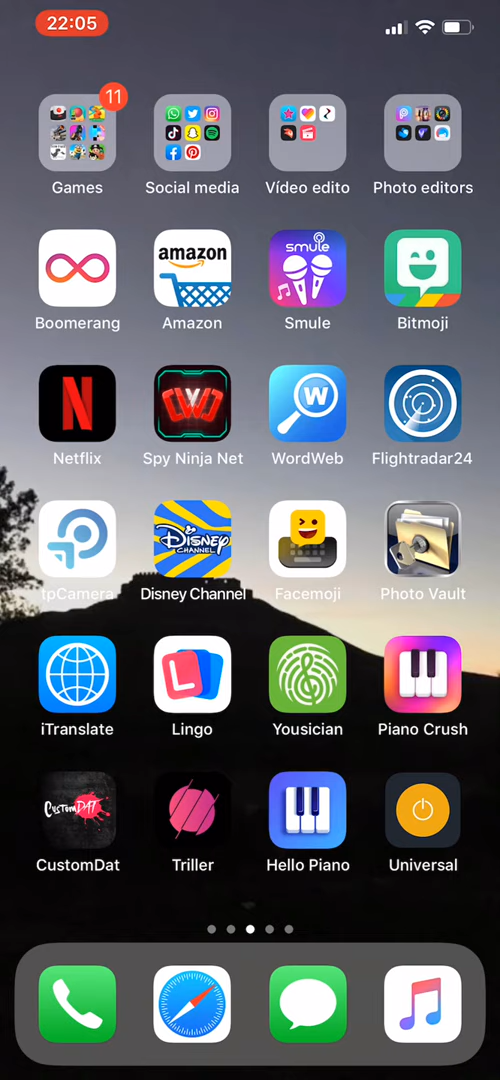 22:05
11
Games Social media Vídeo edito Photo editors
amazon
smule
Boomerang Amazon Smule Bitmoji
N W W
Netflix Spy Ninja Net WordWeb Flightradar24
Disney
CHANNEL
tpCamera Disney Channel Facemoji Photo Vault
L
iTranslate Lingo Yousician Piano Crush
CustomDAT
CustomDat Triller Hello Piano Universal